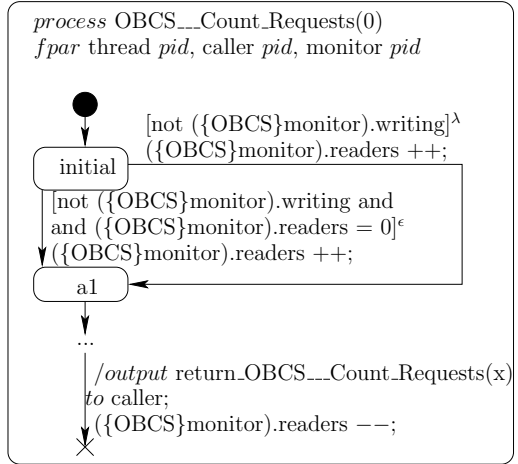 process OBCS___Count_Requests(0)
fpar thread pid, caller pid, monitor pid
[not ({OBCS}monitor).writing]^λ
({OBCS}monitor).readers ++;
initial
[not ({OBCS}monitor).writing and
and ({OBCS}monitor).readers = 0]^ϵ
({OBCS}monitor).readers ++;
a1
...
/output return_OBCS___Count_Requests(x)
to caller;
({OBCS}monitor).readers −−;